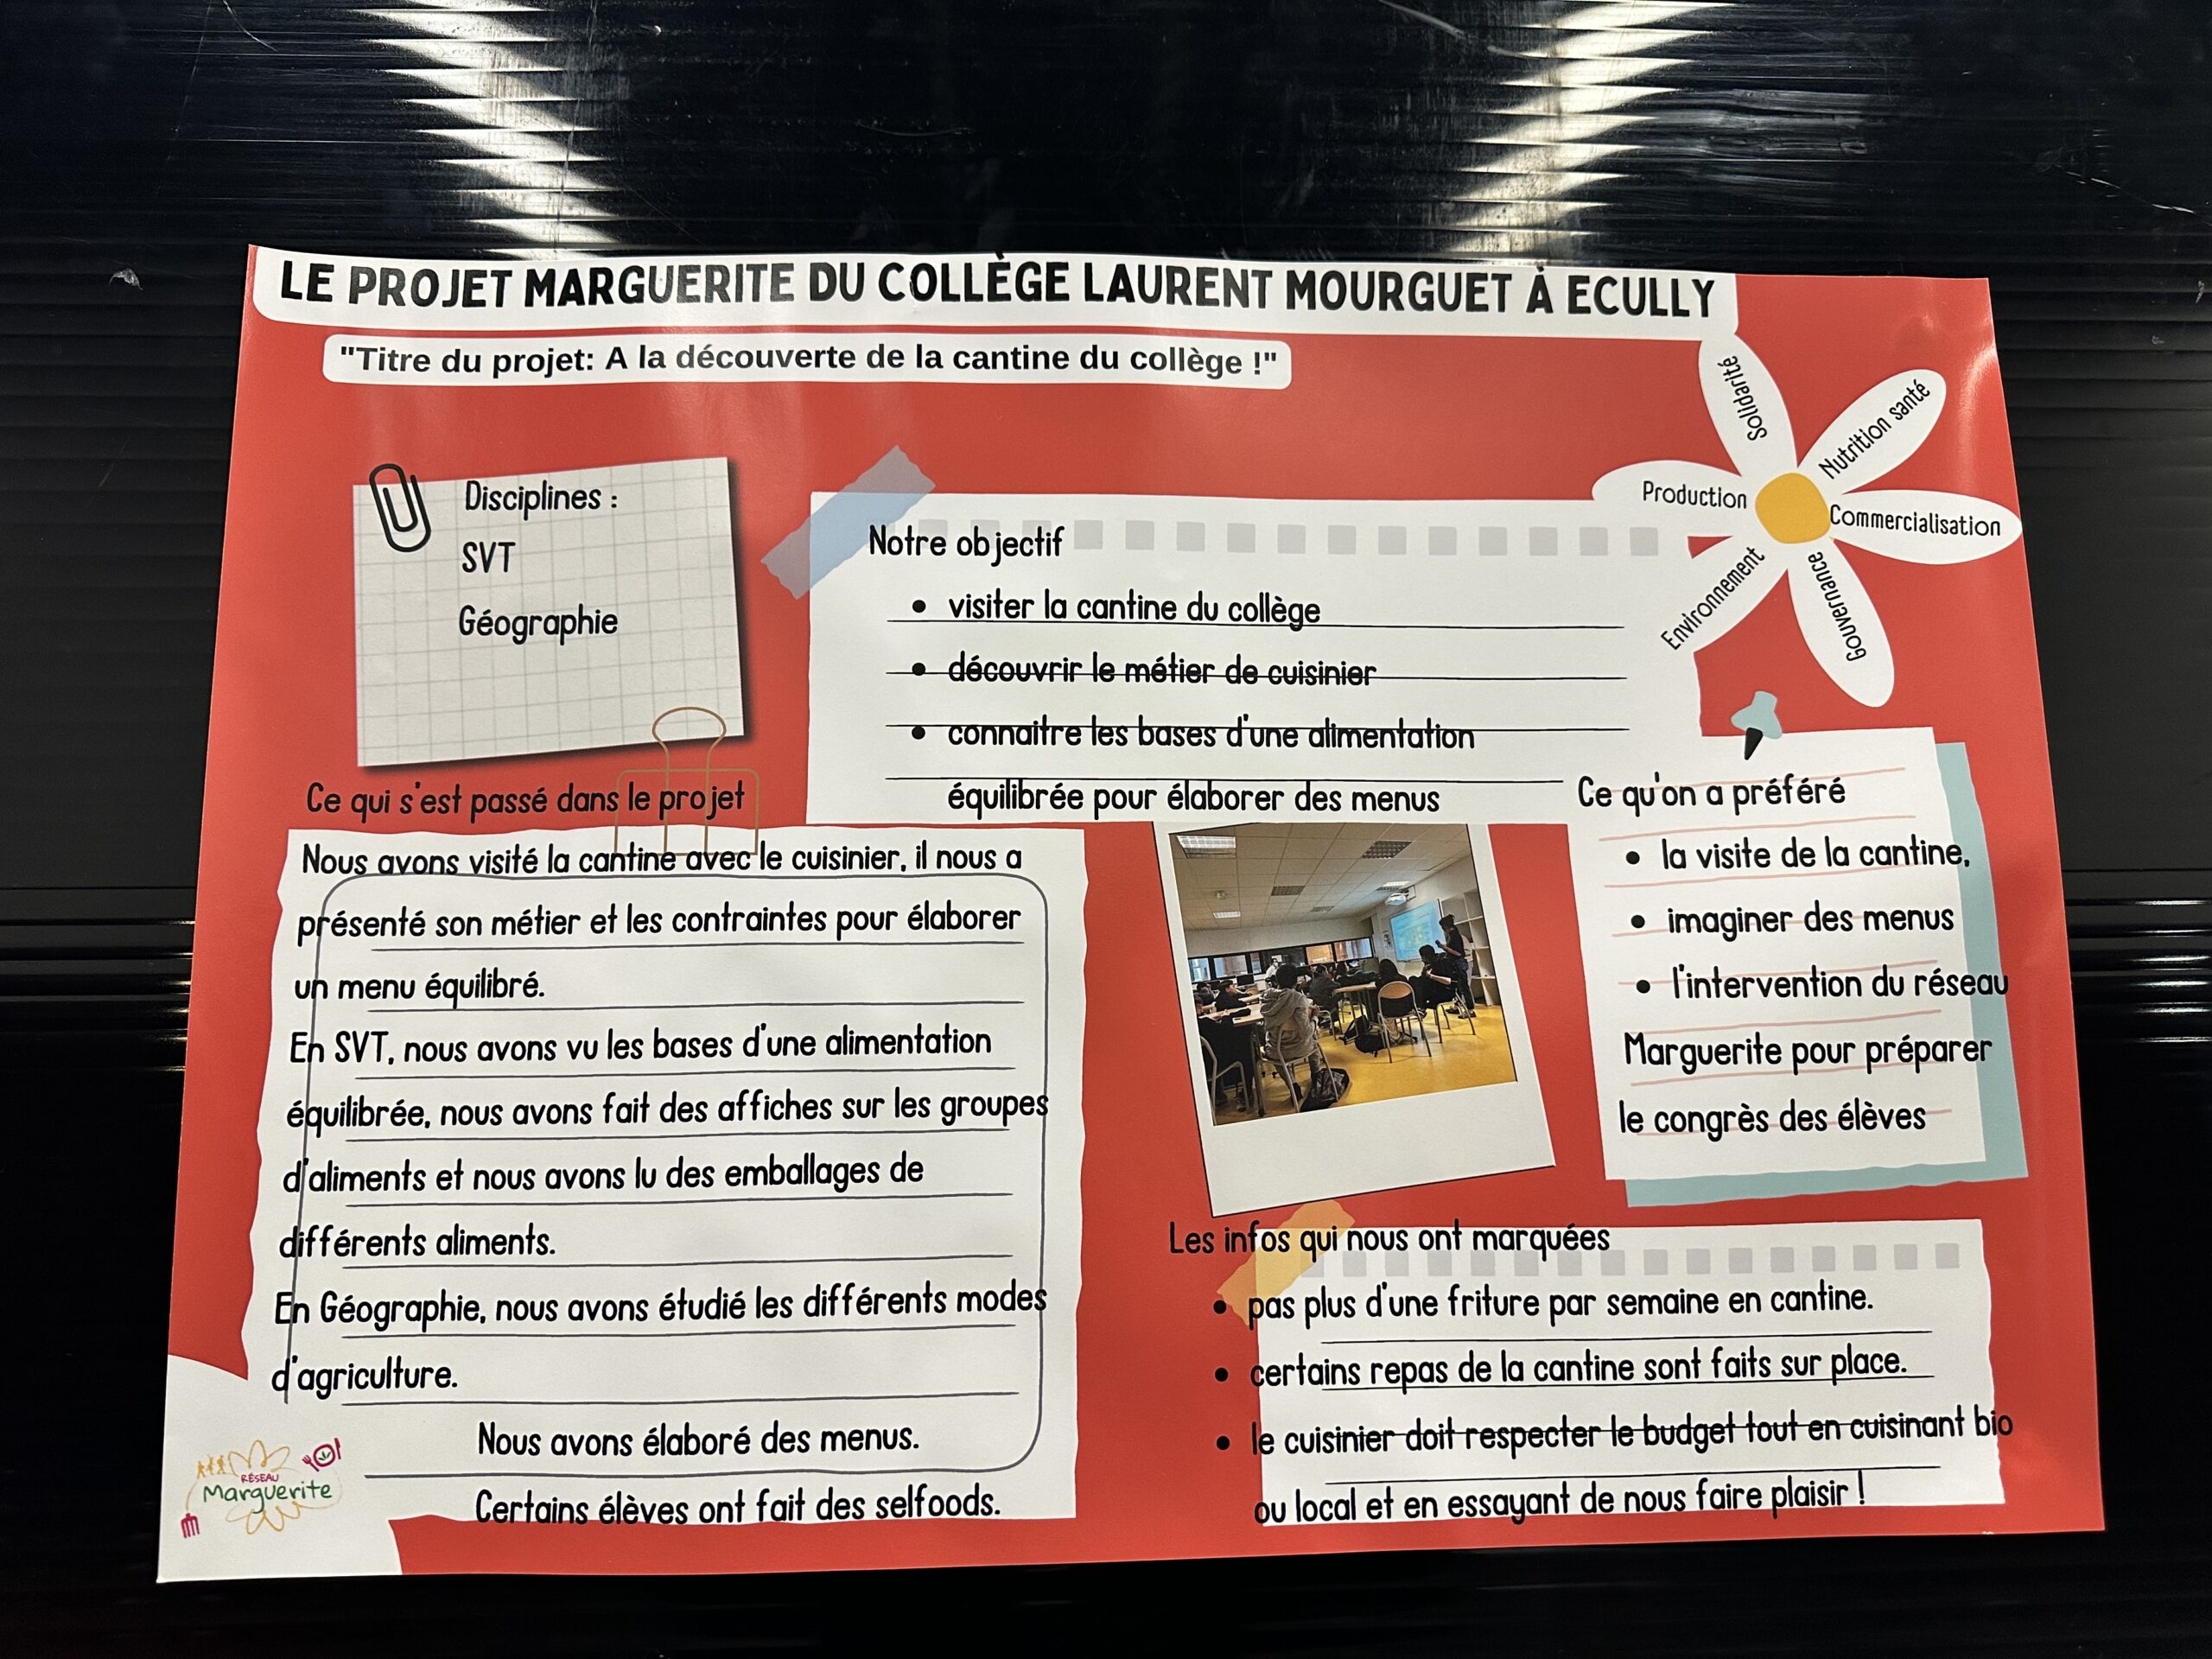 LE PROJET MARGUERITE DU COLLÈGE LAURENT MOURGUET À ECULLY
"Titre du projet: A la découverte de la cantine du collège !"
Solidarité
Nutrition santé
Production
Commercialisation
Environnement
Gouvernance
Disciplines :
SVT
Géographie
Notre objectif
• visiter la cantine du collège
• découvrir le métier de cuisinier
• connaitre les bases d'une alimentation
équilibrée pour élaborer des menus
Ce qui s'est passé dans le projet
Nous avons visité la cantine avec le cuisinier, il nous a
présenté son métier et les contraintes pour élaborer
un menu équilibré.
En SVT, nous avons vu les bases d'une alimentation
équilibrée, nous avons fait des affiches sur les groupes
d'aliments et nous avons lu des emballages de
différents aliments.
En Géographie, nous avons étudié les différents modes
d'agriculture.
Nous avons élaboré des menus.
Certains élèves ont fait des selfoods.
Ce qu'on a préféré
• la visite de la cantine,
• imaginer des menus
• l'intervention du réseau
Marguerite pour préparer
le congrès des élèves
Les infos qui nous ont marquées
• pas plus d'une friture par semaine en cantine.
• certains repas de la cantine sont faits sur place.
• le cuisinier doit respecter le budget tout en cuisinant bio
ou local et en essayant de nous faire plaisir !
RÉSEAU
Marguerite